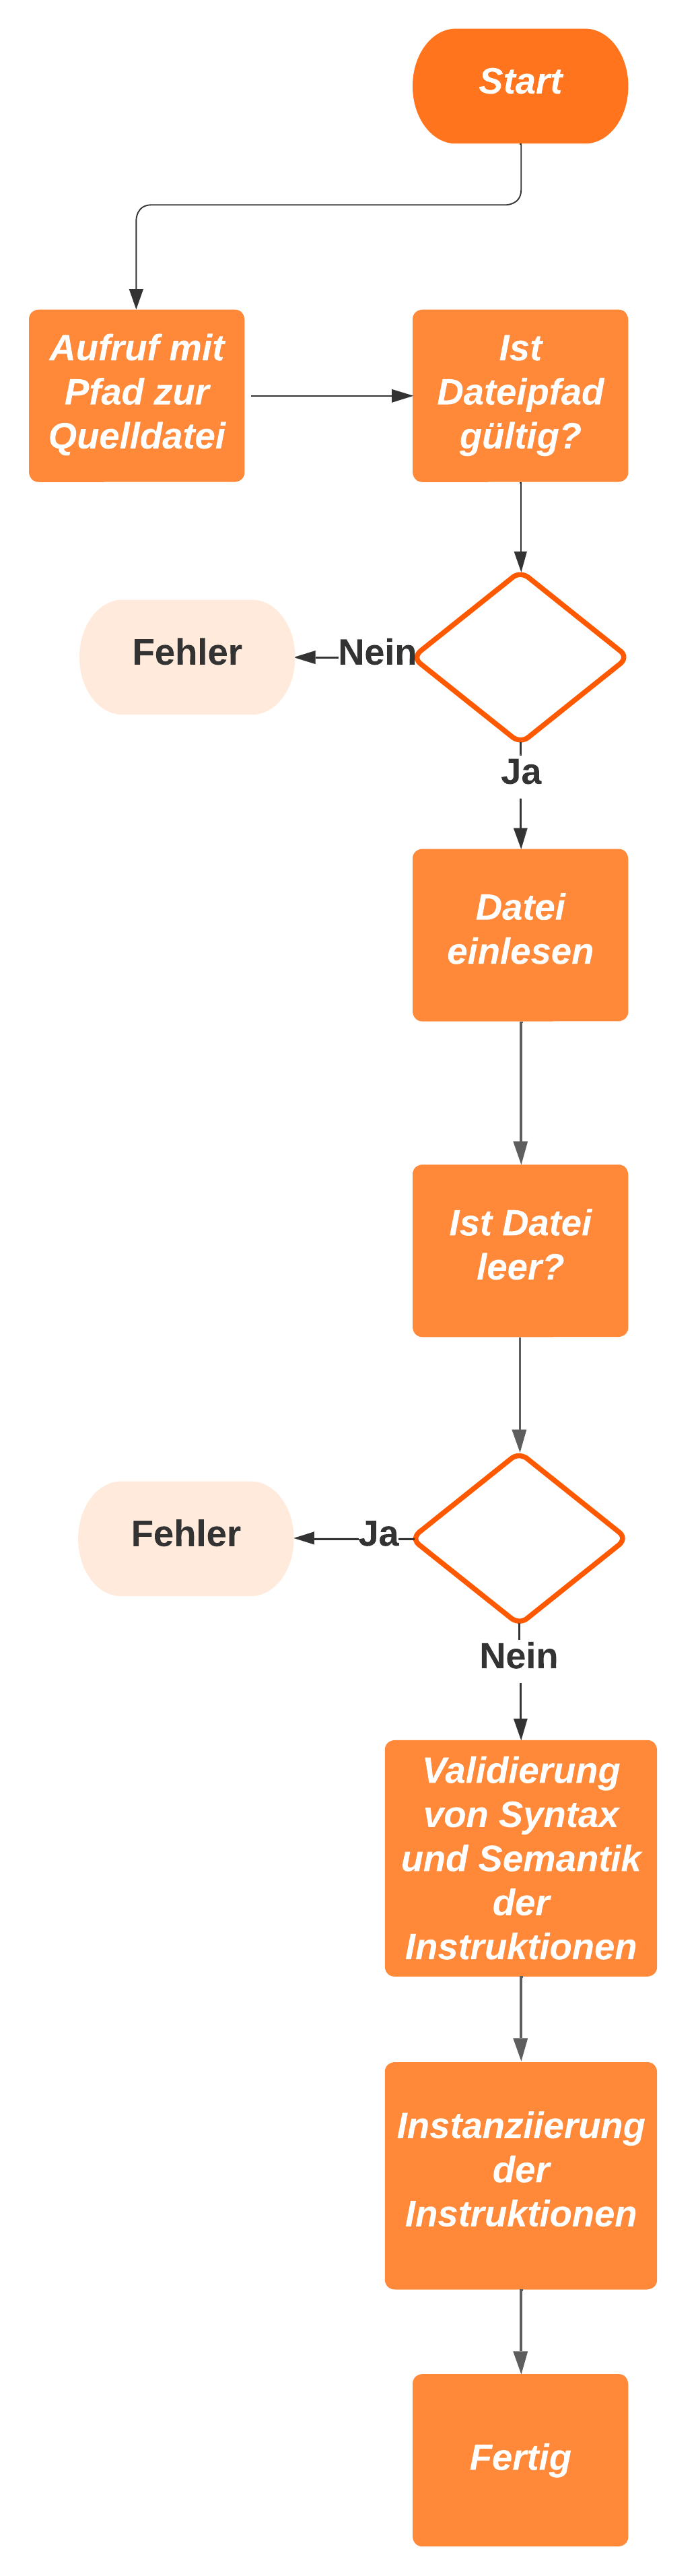 Start
Aufruf mit
Pfad zur
Quelldatei
Ist
Dateipfad
gültig?
Fehler
Nein
Ja
Datei
einlesen
Ist Datei
leer?
Fehler
Ja
Nein
Validierung
von Syntax
und Semantik
der
Instruktionen
Instanziierung
der
Instruktionen
Fertig